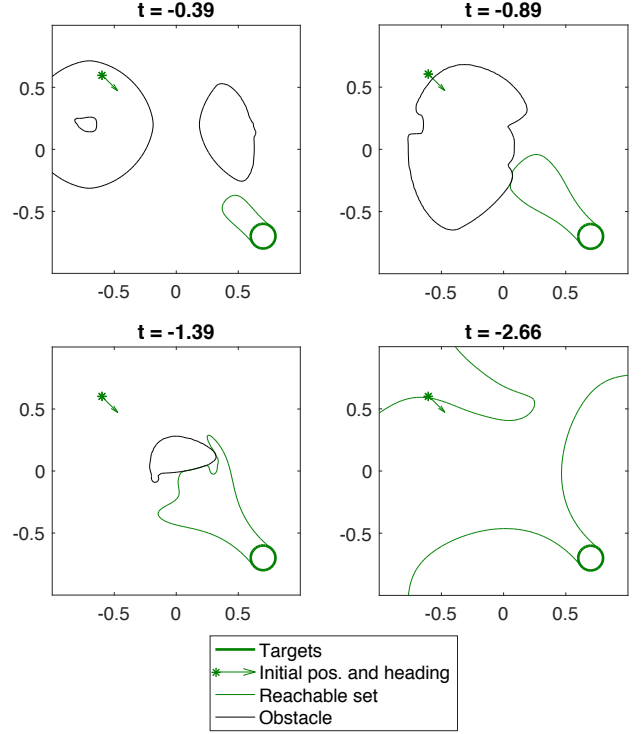 t = -0.39
t = -0.89
0.5
0
-0.5
-0.5 0 0.5
0.5
0
-0.5
-0.5 0 0.5
t = -1.39
t = -2.66
0.5
0
-0.5
-0.5 0 0.5
0.5
0
-0.5
-0.5 0 0.5
Targets
Initial pos. and heading
Reachable set
Obstacle